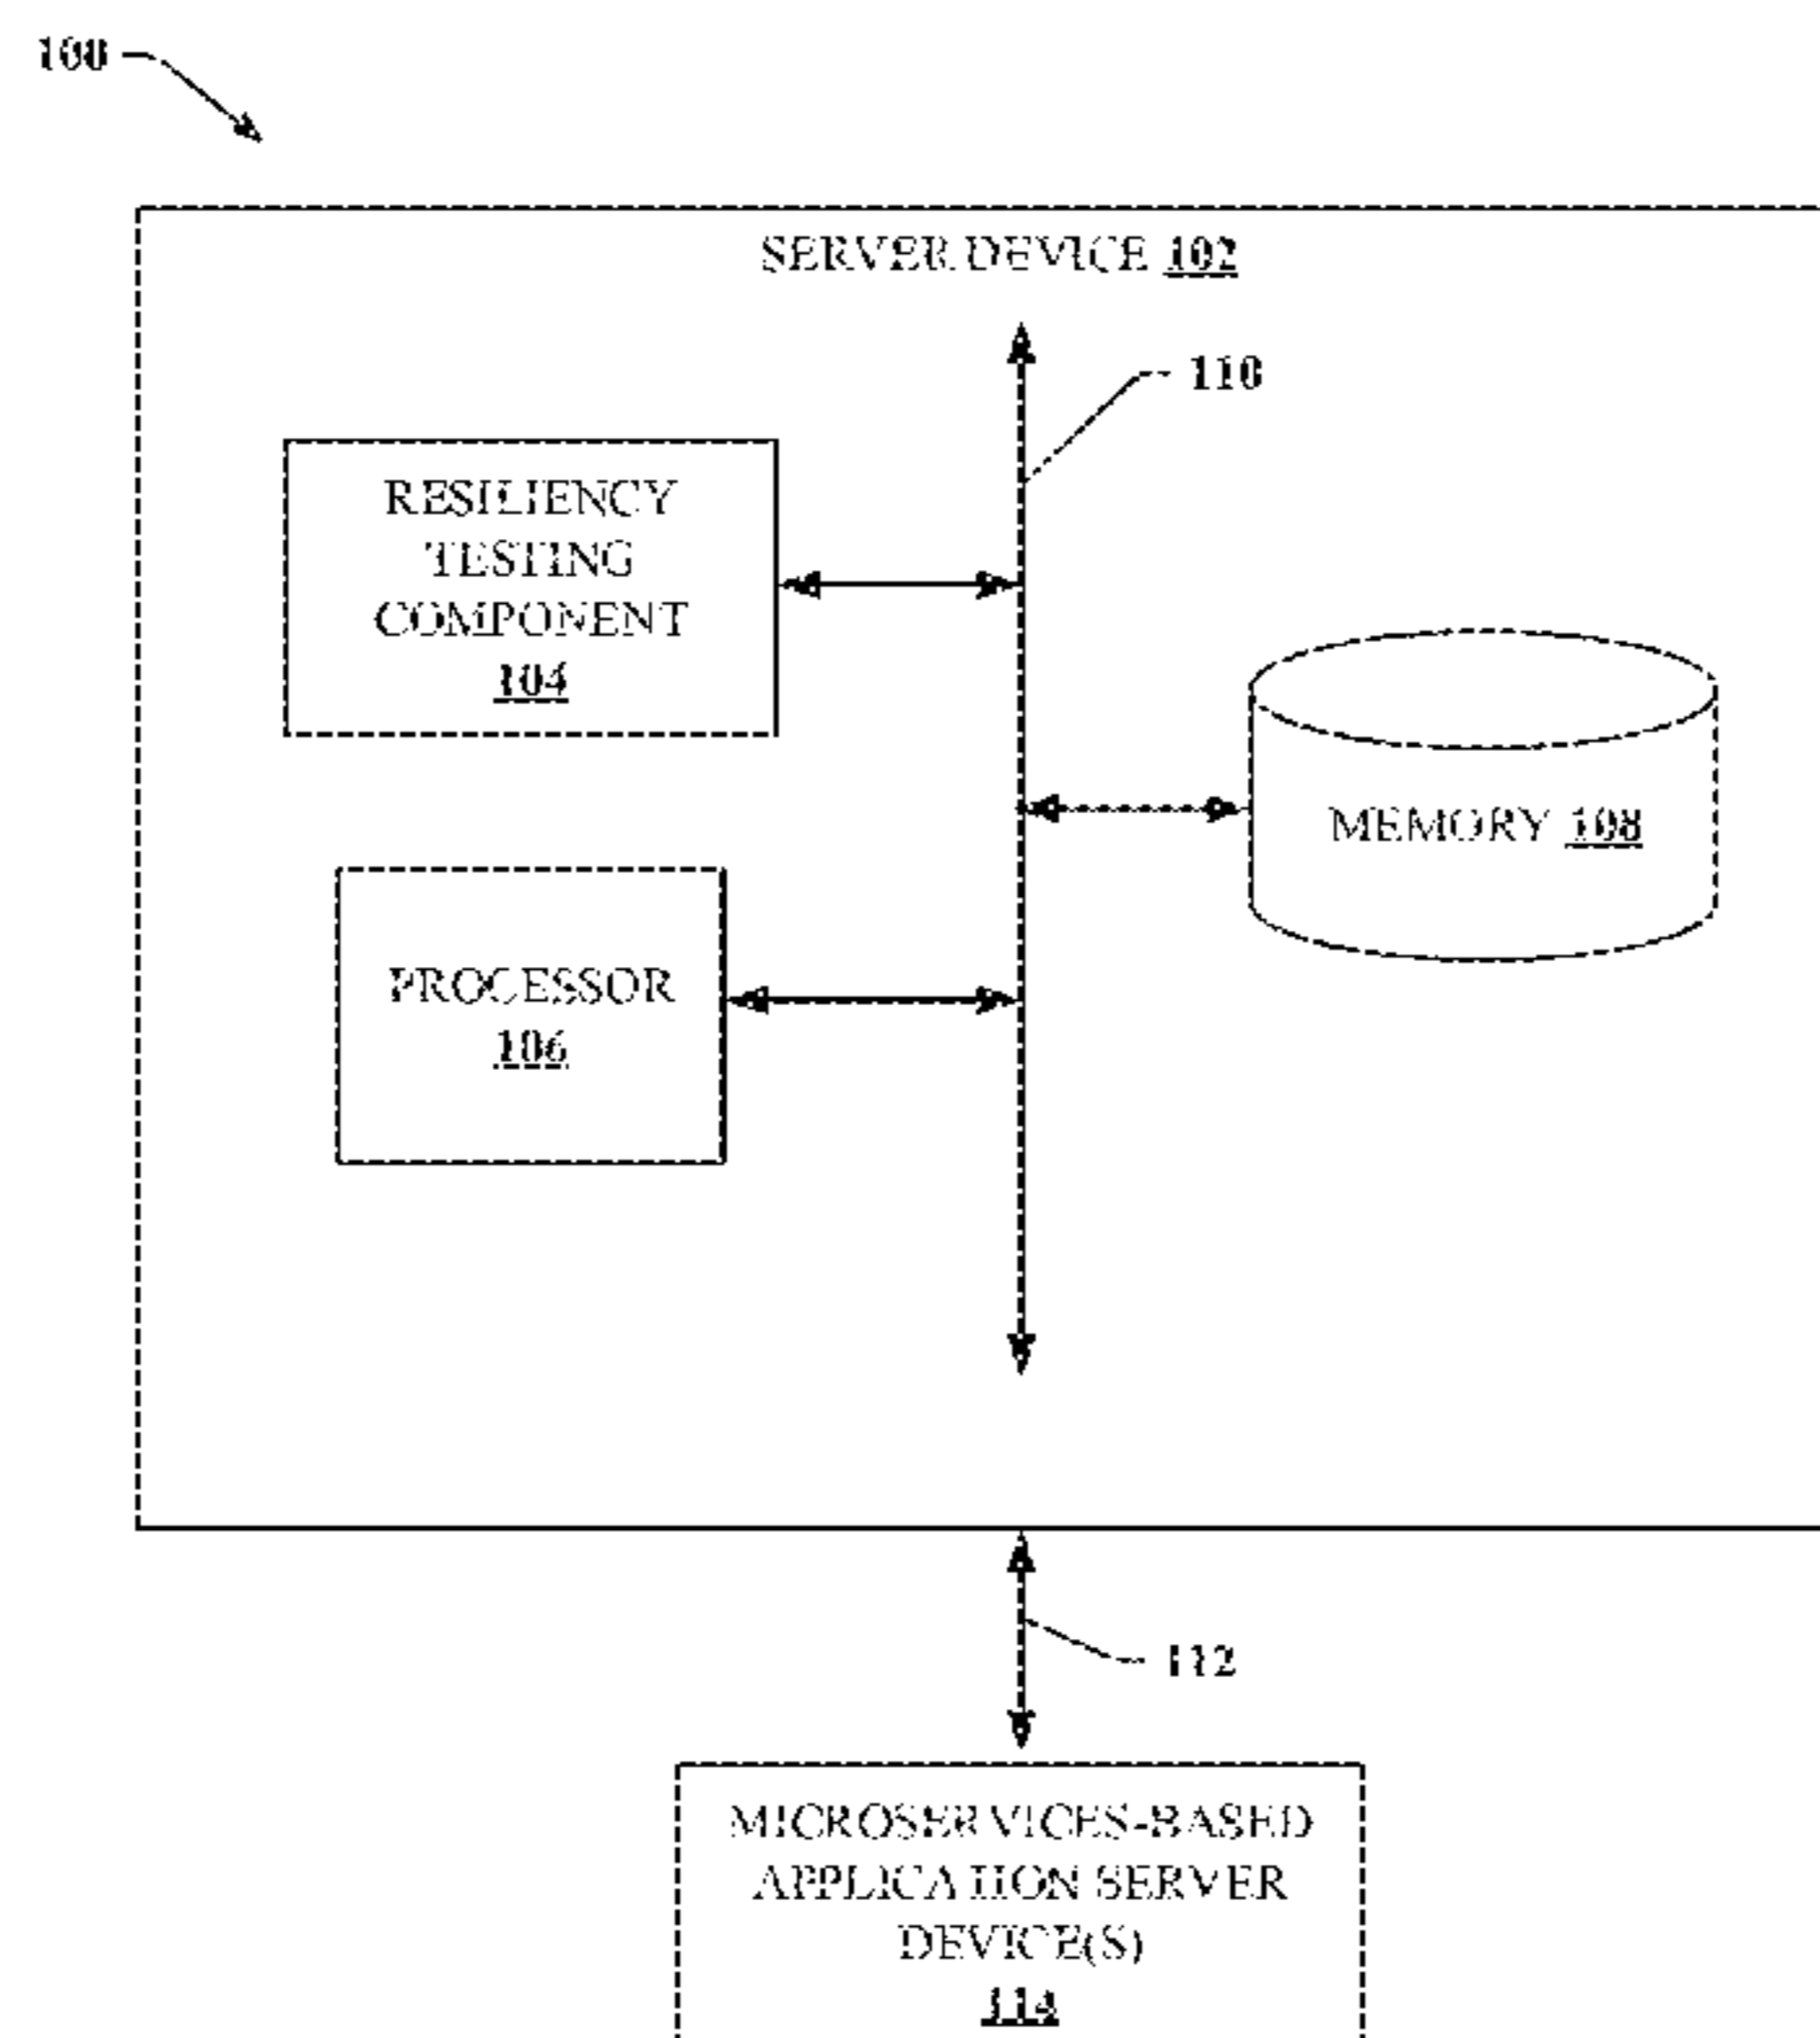 100
SERVER DEVICE 102
110
RESILIENCY
TESTING
COMPONENT
104
MEMORY 108
PROCESSOR
106
112
MICROSERVICES-BASED
APPLICATION SERVER
DEVICE(S)
114